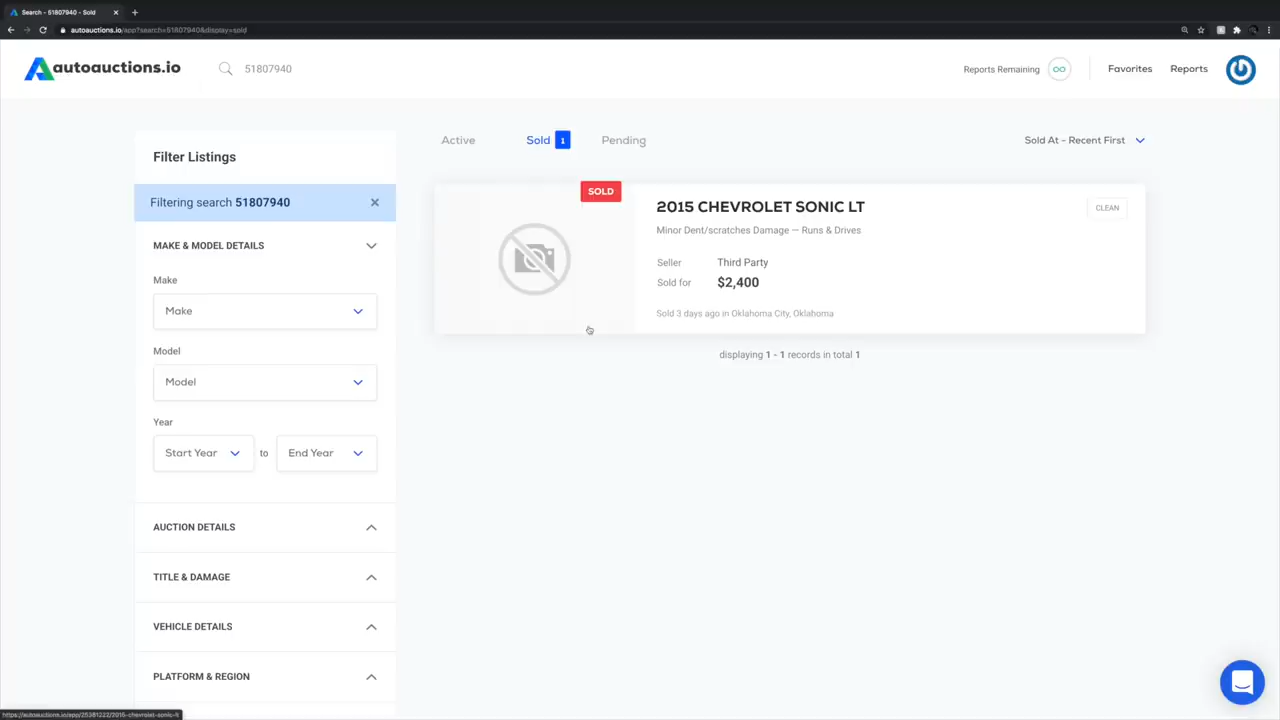 Search - 51807940 - Sold
autoauctions.io/app?search=51807940&display=sold
autoauctions.io
51807940
Reports Remaining
Favorites
Reports
Filter Listings
Filtering search 51807940
MAKE & MODEL DETAILS
Make
Make
Model
Model
Year
Start Year
to
End Year
AUCTION DETAILS
TITLE & DAMAGE
VEHICLE DETAILS
PLATFORM & REGION
Active
Sold 1
Pending
Sold At - Recent First
SOLD
2015 CHEVROLET SONIC LT
CLEAN
Minor Dent/scratches Damage — Runs & Drives
Seller Third Party
Sold for $2,400
Sold 3 days ago in Oklahoma City, Oklahoma
displaying 1 - 1 records in total 1
https://autoauctions.io/app/25381222/2015-chevrolet-sonic-lt